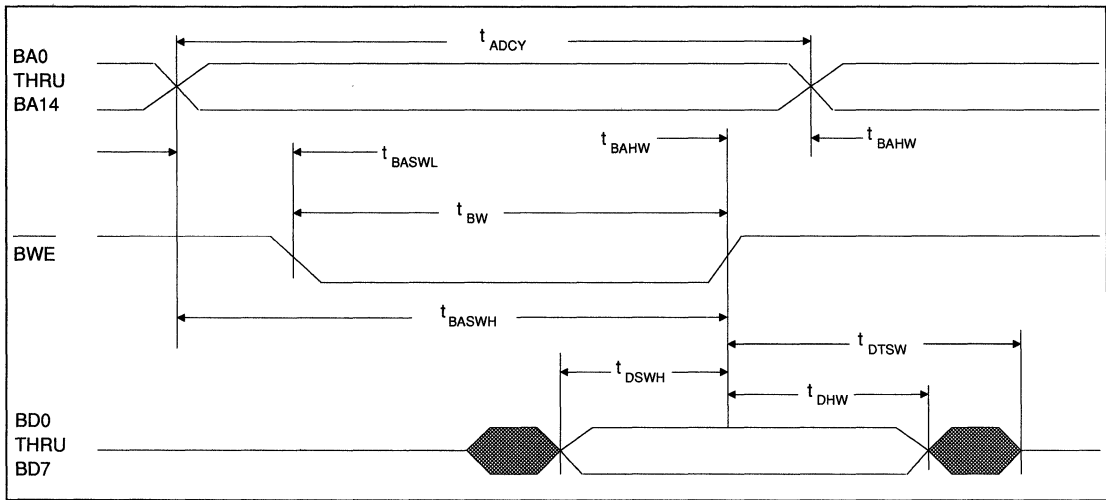 t ADCY
BA0
THRU
BA14
t BASWL
t BAHW
t BAHW
t BW
BWE
t BASWH
t DTSW
t DSWH
t DHW
BD0
THRU
BD7